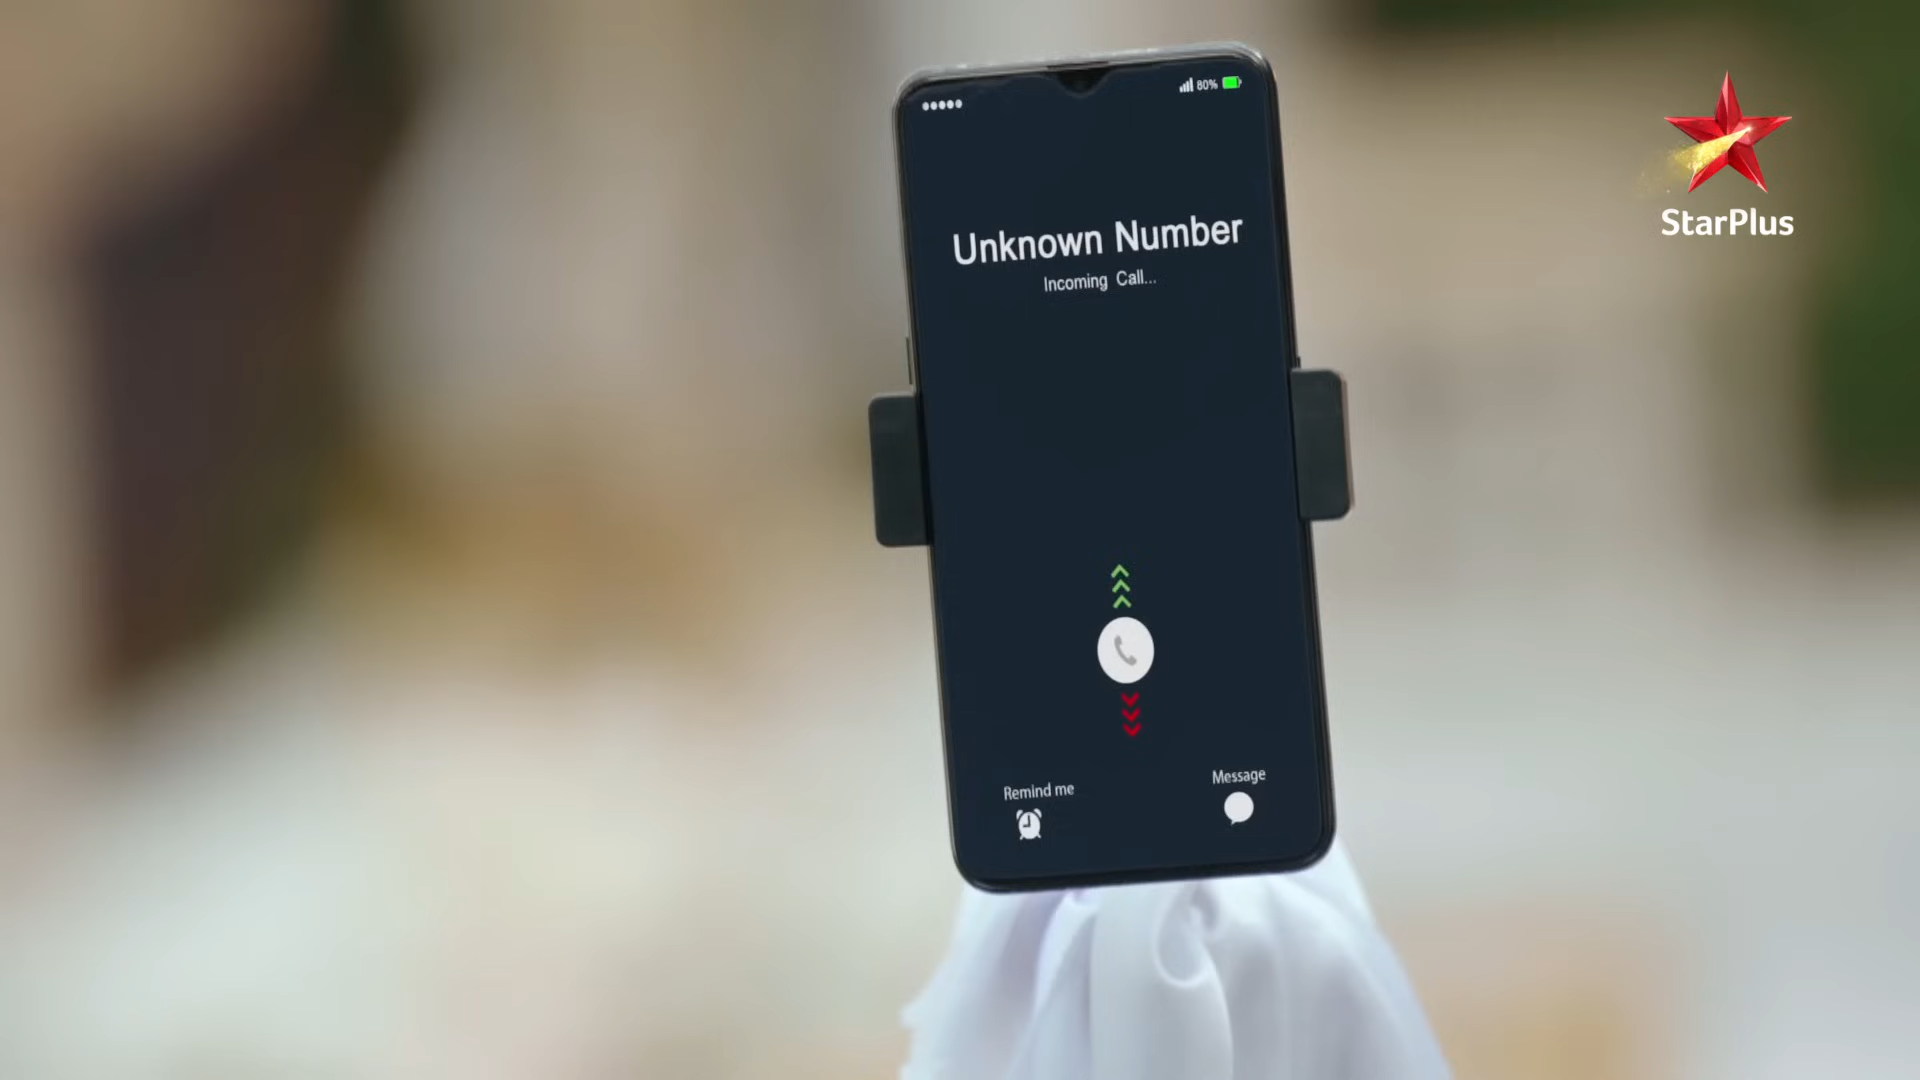 80%
Unknown Number
Incoming Call...
Remind me
Message
StarPlus